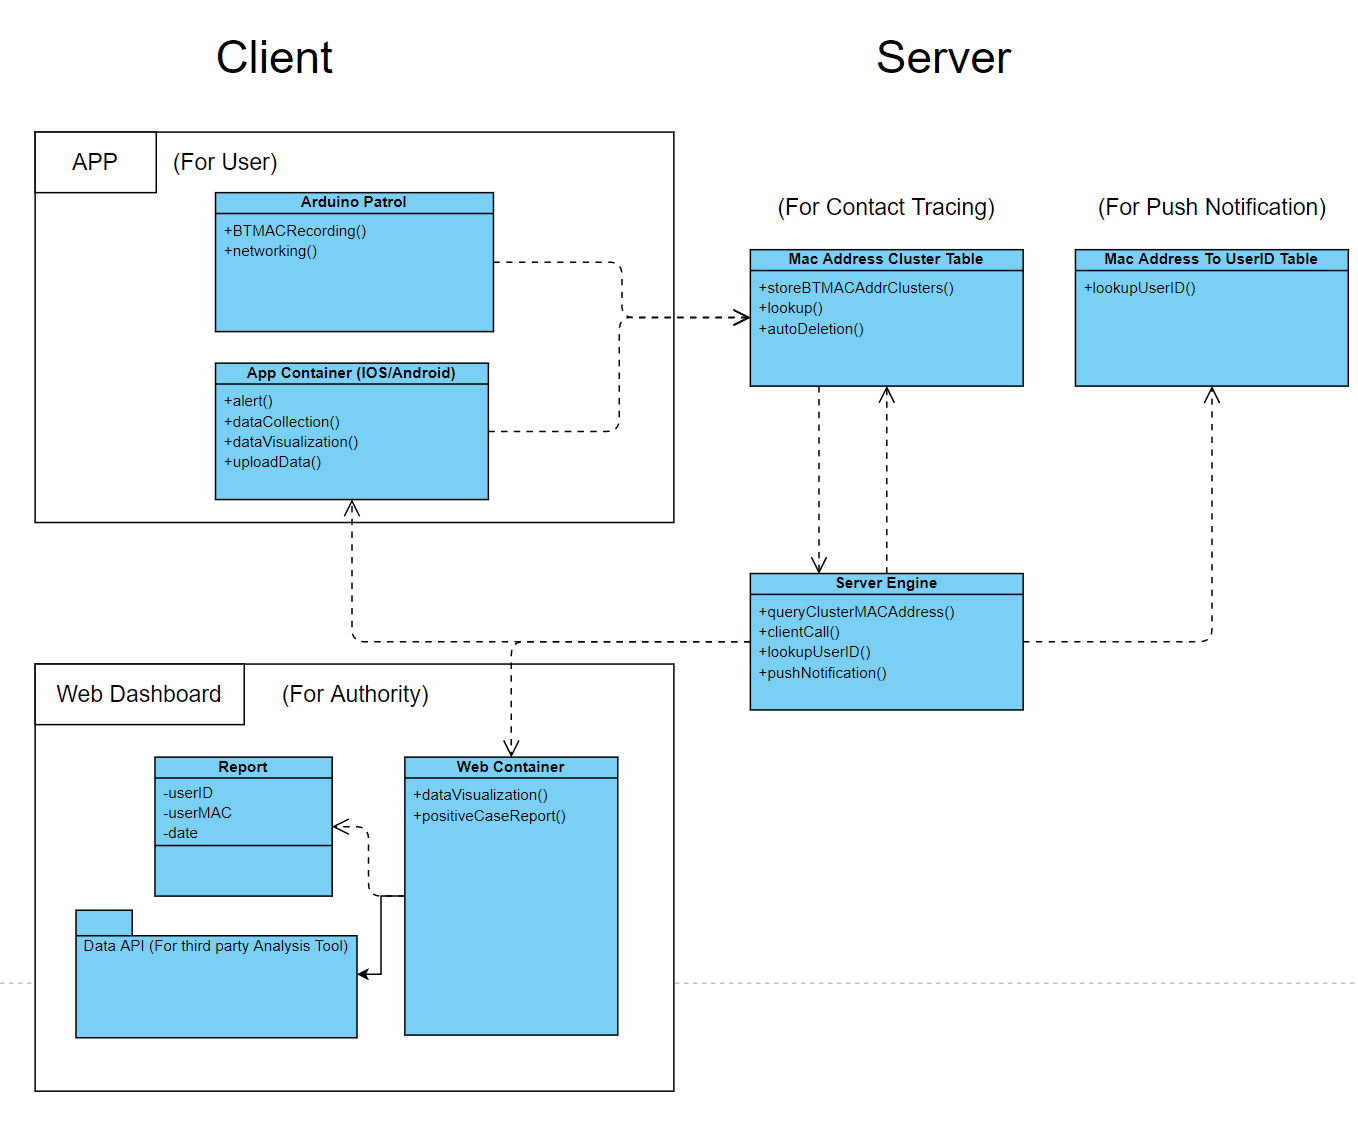 Client
Server
APP
(For User)
Arduino Patrol
+BTMACRecording()
+networking()
App Container (IOS/Android)
+alert()
+dataCollection()
+dataVisualization()
+uploadData()
(For Contact Tracing)
Mac Address Cluster Table
+storeBTMACAddrClusters()
+lookup()
+autoDeletion()
(For Push Notification)
Mac Address To UserID Table
+lookupUserID()
Server Engine
+queryClusterMACAddress()
+clientCall()
+lookupUserID()
+pushNotification()
Web Dashboard
(For Authority)
Report
-userID
-userMAC
-date
Web Container
+dataVisualization()
+positiveCaseReport()
Data API (For third party Analysis Tool)